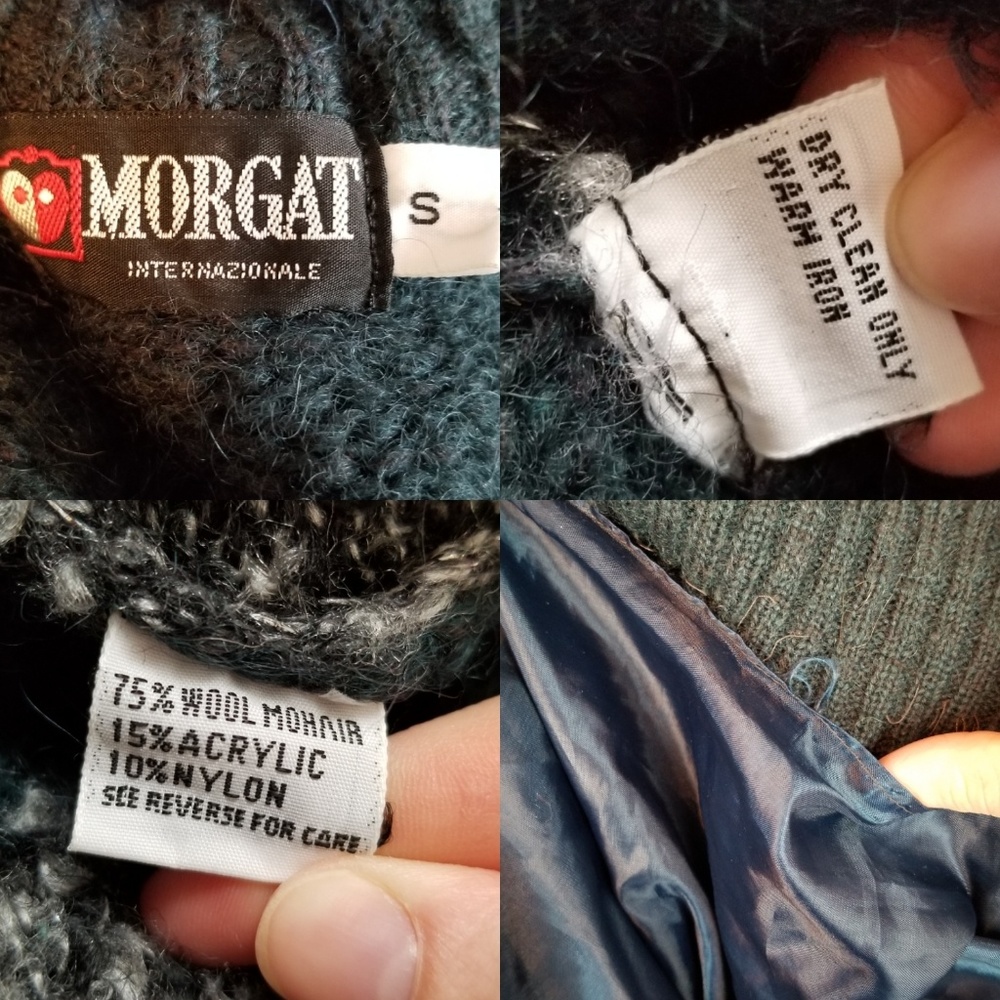 MORGAT
INTERNAZIONALE
S
DRY CLEAN ONLY
WARM IRON
75% WOOL MOHAIR
15% ACRYLIC
10% NYLON
SEE REVERSE FOR CARE